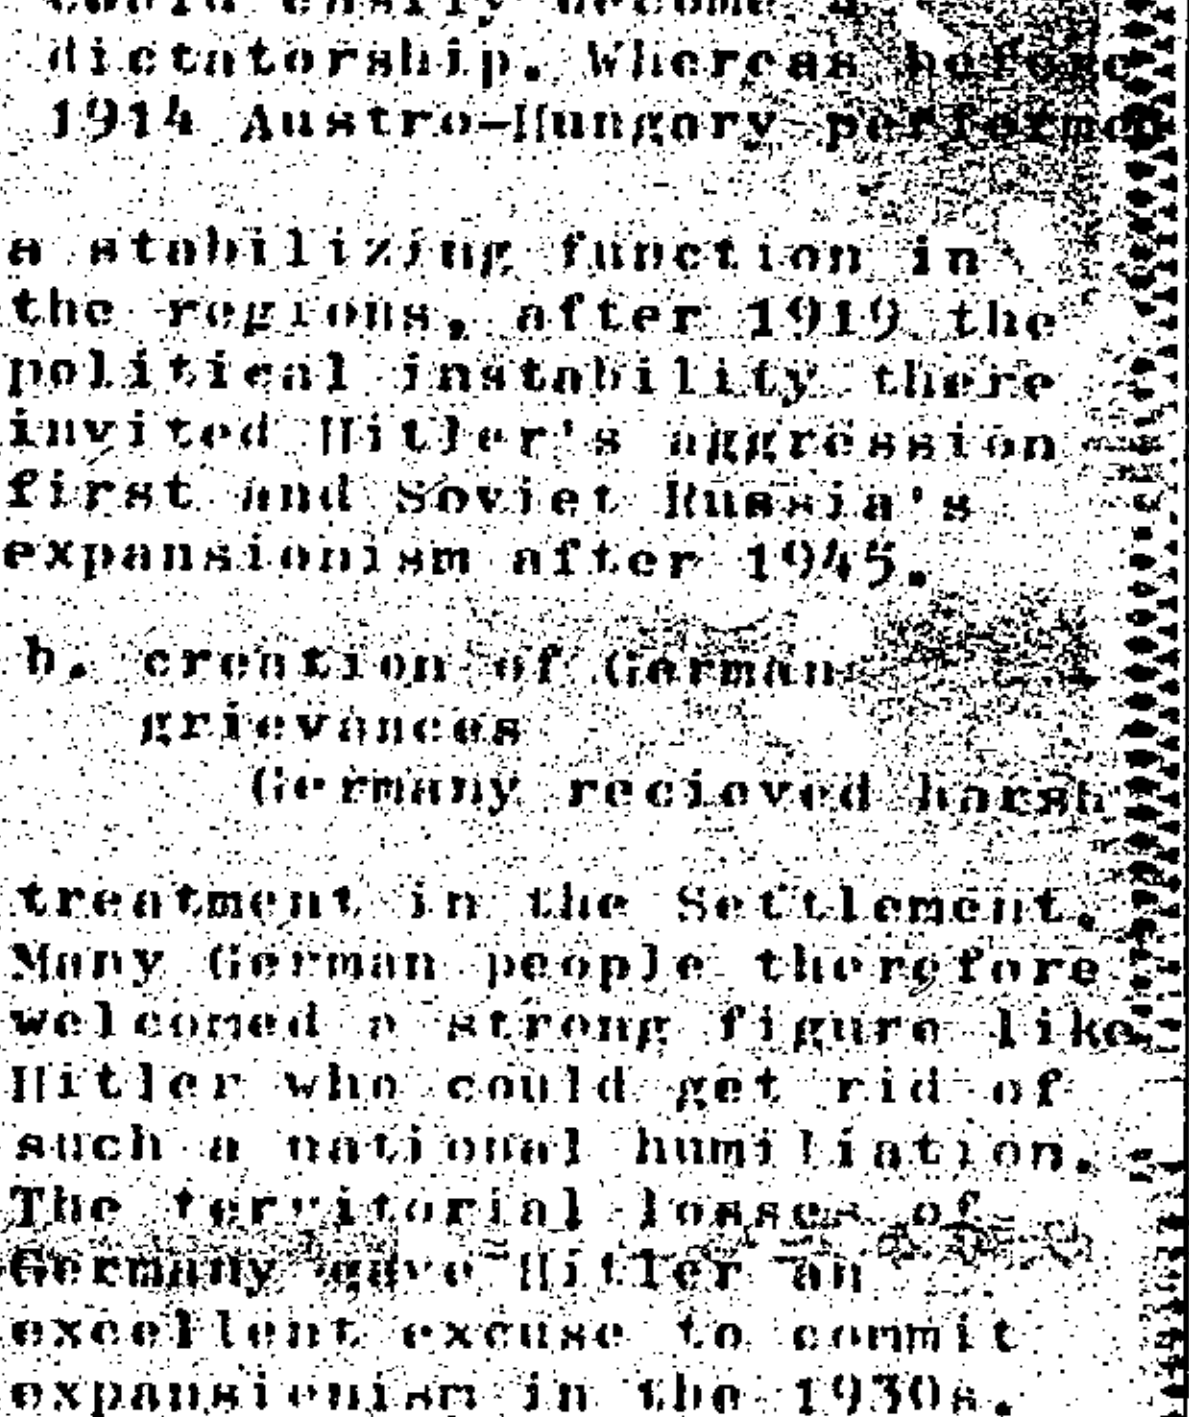 could easily become a
dictatorship. Whereas before
1914 Austro-Hungary performed
a stabilizing function in
the regions, after 1919 the
political instability there
invited Hitler's aggression
first and Soviet Russia's
expansionism after 1945.
b. creation of German
grievances
Germany recieved harsh
treatment in the Settlement.
Many German people therefore
welcomed a strong figure like
Hitler who could get rid of
such a national humiliation.
The territorial losses of
Germany gave Hitler an
excellent excuse to commit
expansionism in the 1930s.